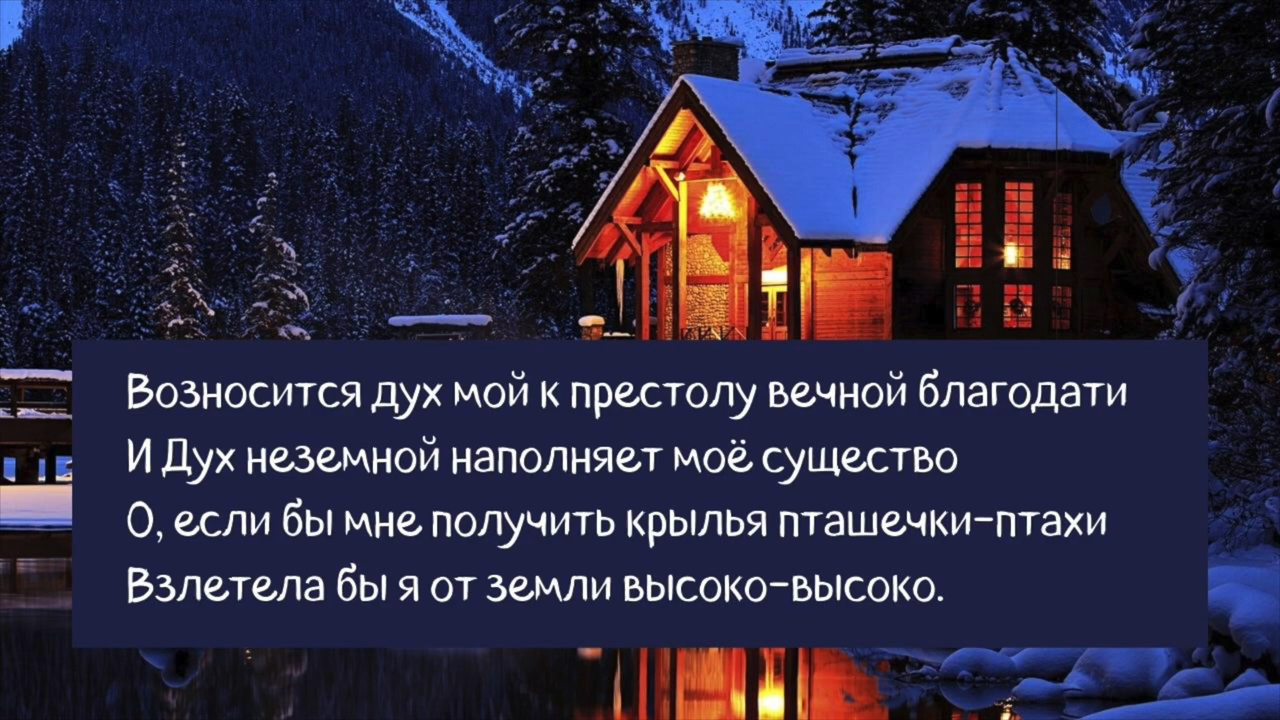 Возносится дух мой к престолу вечной благодати
И Дух неземной наполняет моё существо
О, если бы мне получить крылья пташечки-птахи
Взлетела бы я от земли высоко-высоко.